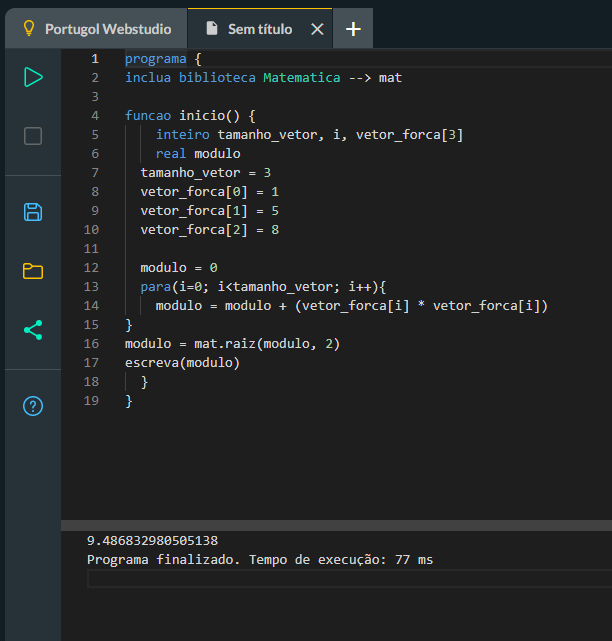 Portugol Webstudio
Sem título
1 programa {
2 inclua biblioteca Matematica --> mat
3
4 funcao inicio() {
5 inteiro tamanho_vetor, i, vetor_forca[3]
6 real modulo
7 tamanho_vetor = 3
8 vetor_forca[0] = 1
9 vetor_forca[1] = 5
10 vetor_forca[2] = 8
11
12 modulo = 0
13 para(i=0; i<tamanho_vetor; i++){
14 modulo = modulo + (vetor_forca[i] * vetor_forca[i])
15 }
16 modulo = mat.raiz(modulo, 2)
17 escreva(modulo)
18 }
19 }
9.486832980505138
Programa finalizado. Tempo de execução: 77 ms